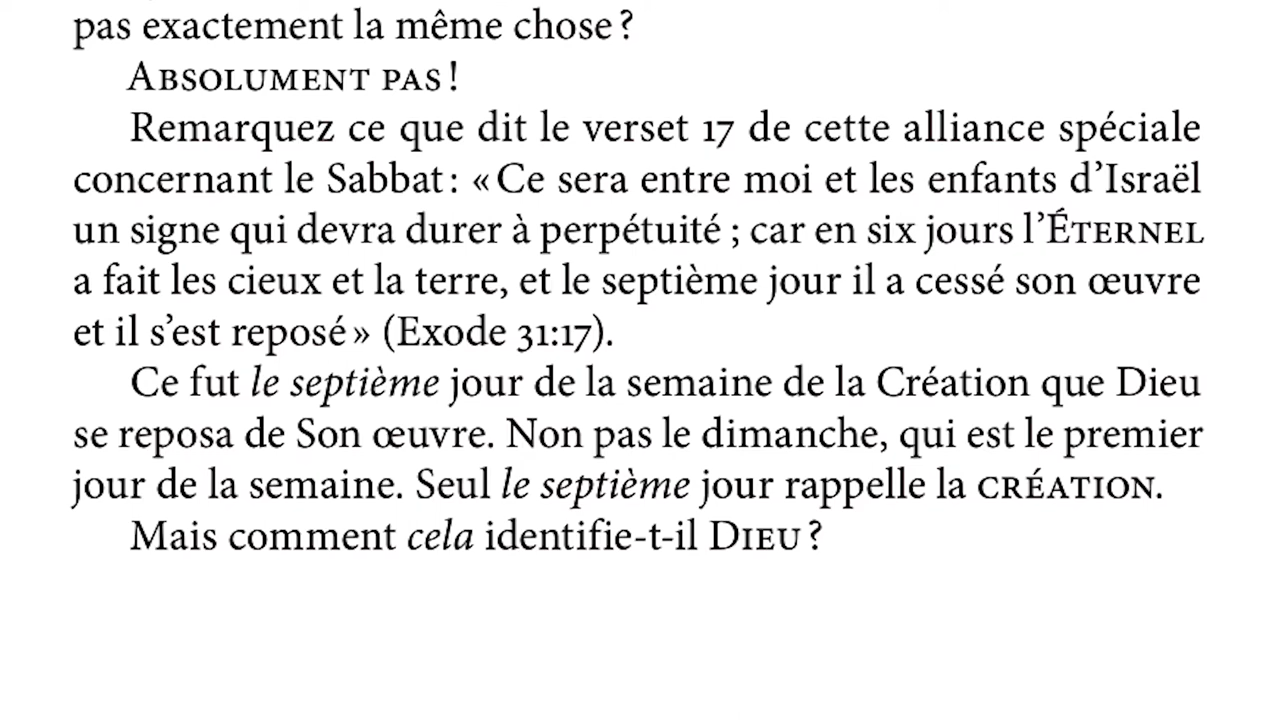 pas exactement la même chose ?
Absolument pas !
Remarquez ce que dit le verset 17 de cette alliance spéciale
concernant le Sabbat : « Ce sera entre moi et les enfants d’Israël
un signe qui devra durer à perpétuité ; car en six jours l’Éternel
a fait les cieux et la terre, et le septième jour il a cessé son œuvre
et il s’est reposé » (Exode 31:17).
Ce fut le septième jour de la semaine de la Création que Dieu
se reposa de Son œuvre. Non pas le dimanche, qui est le premier
jour de la semaine. Seul le septième jour rappelle la création.
Mais comment cela identifie-t-il Dieu ?